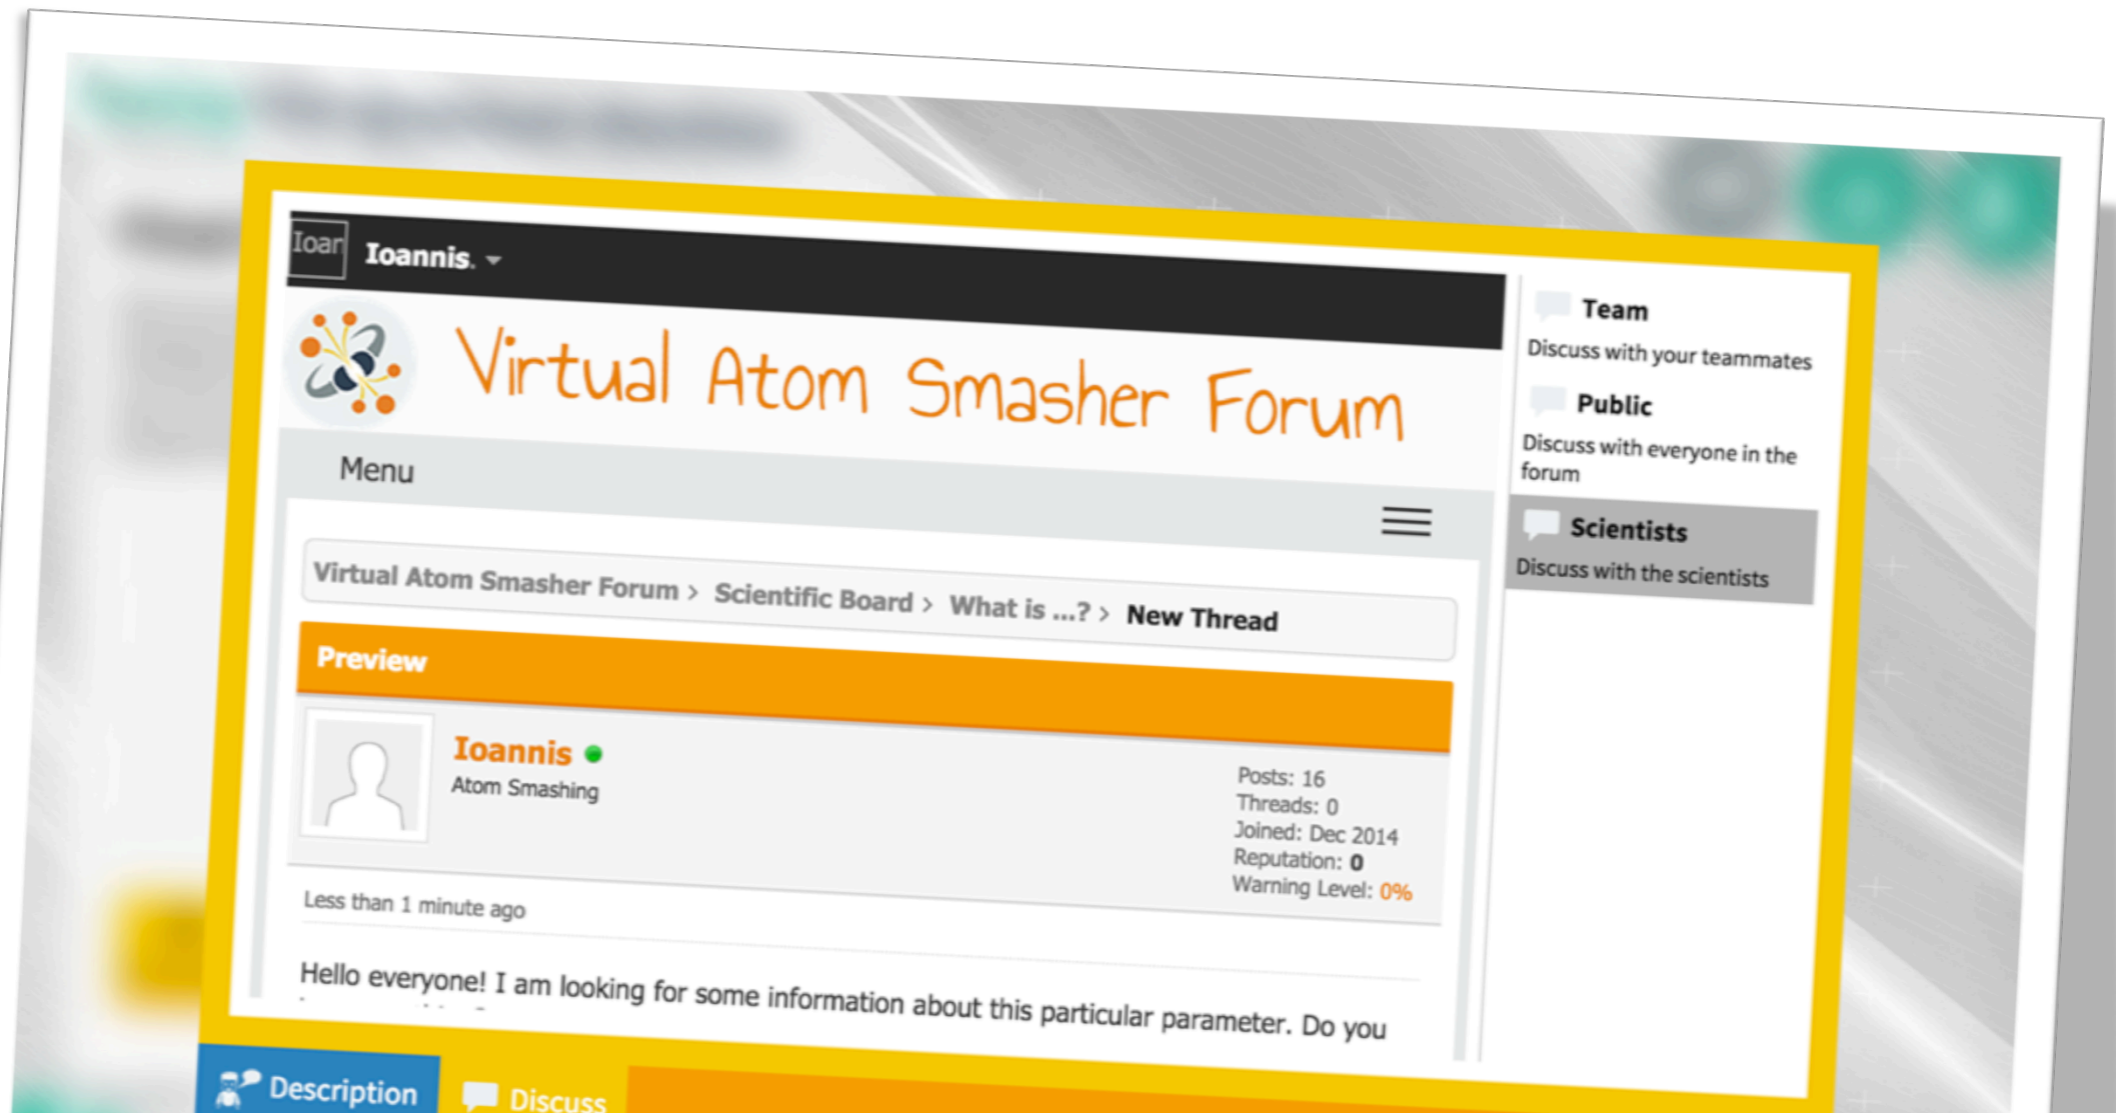 Ioar
Ioannis.
Virtual Atom Smasher Forum
Menu
Virtual Atom Smasher Forum > Scientific Board > What is ...? > New Thread
Preview
Ioannis
Atom Smashing
Posts: 16
Threads: 0
Joined: Dec 2014
Reputation: 0
Warning Level: 0%
Less than 1 minute ago
Hello everyone! I am looking for some information about this particular parameter. Do you
Team
Discuss with your teammates
Public
Discuss with everyone in the
forum
Scientists
Discuss with the scientists
Description
Discuss